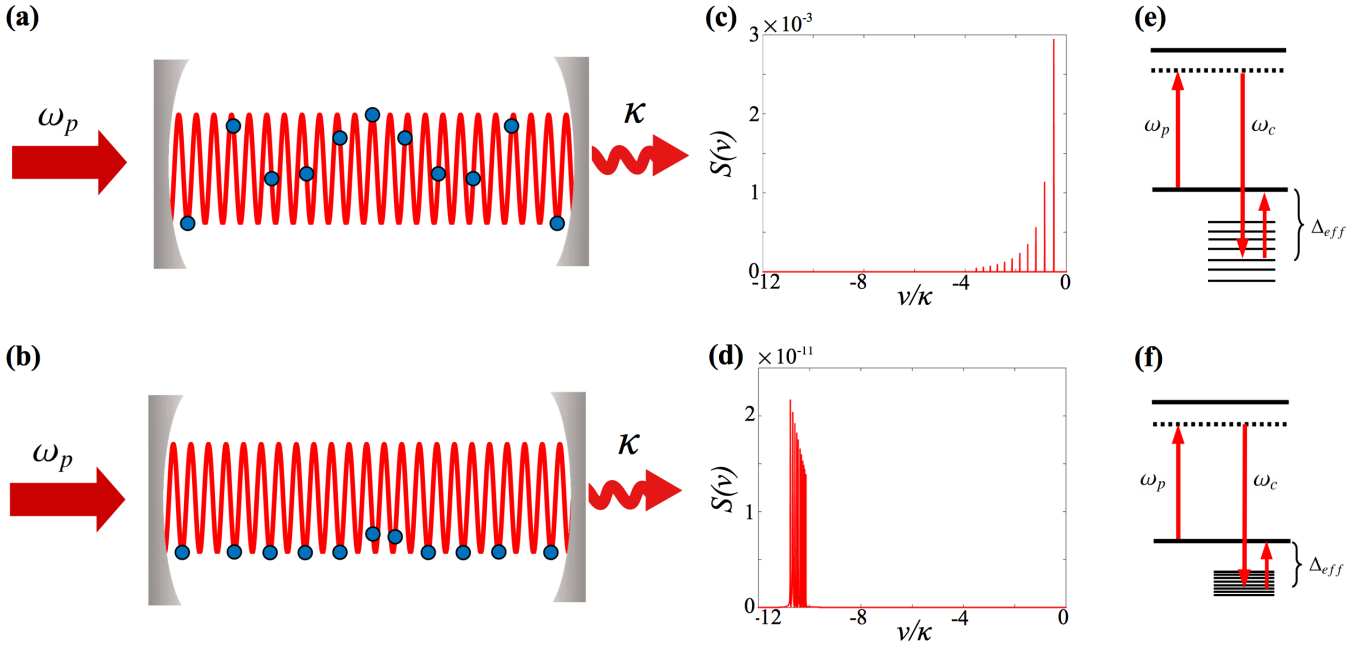 (a)
ω_p
κ
(c)
3 ×10^-3
2
1
0
S(ν)
-12
-8
-4
0
ν/κ
(e)
ω_p
ω_c
Δ_eff
(b)
ω_p
κ
(d)
×10^-11
2
1
0
S(ν)
-12
-8
-4
0
ν/κ
(f)
ω_p
ω_c
Δ_eff